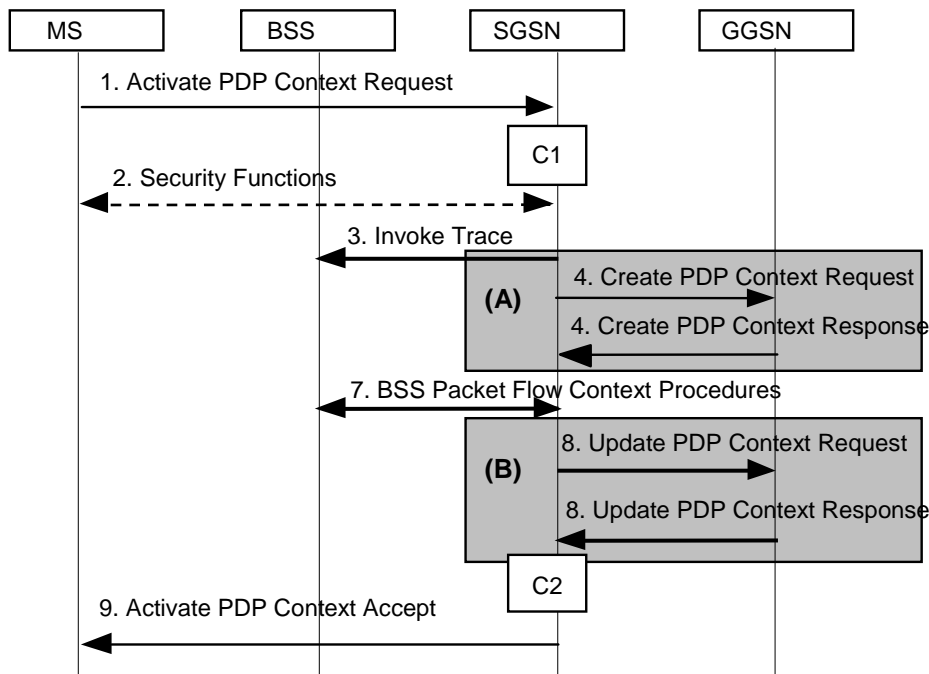 MS
BSS
SGSN
GGSN
1. Activate PDP Context Request
C1
2. Security Functions
3. Invoke Trace
(A)
4. Create PDP Context Request
4. Create PDP Context Response
7. BSS Packet Flow Context Procedures
(B)
8. Update PDP Context Request
8. Update PDP Context Response
C2
9. Activate PDP Context Accept